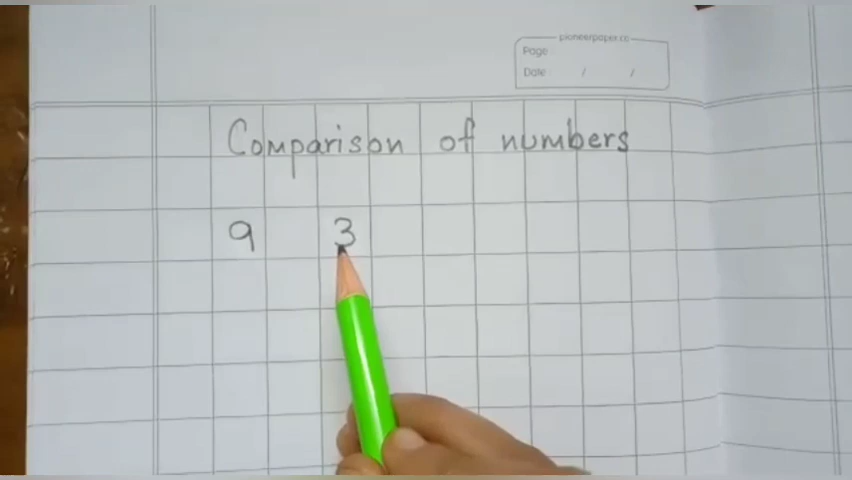 pioneerpaper.co
Page
Date / /
Comparison of numbers
9 3